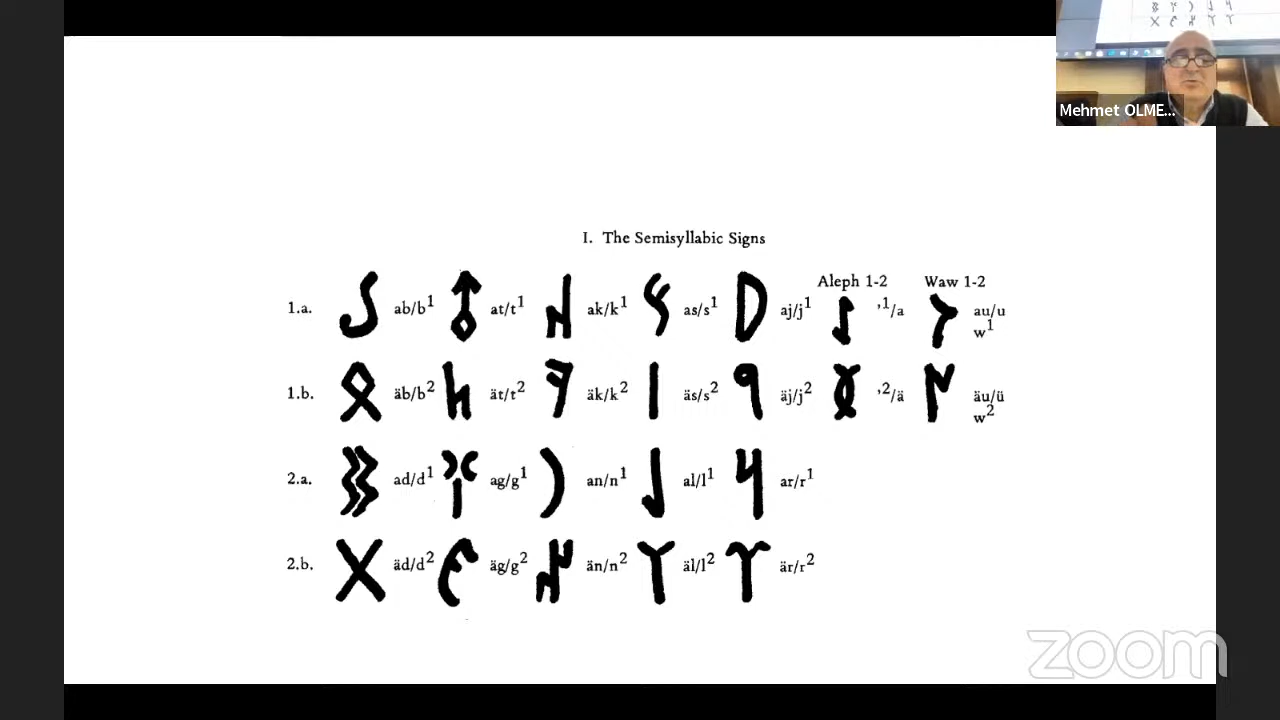 Mehmet OLME...
I. The Semisyllabic Signs
Aleph 1-2 Waw 1-2
1.a. 𐰉 ab/b¹ 𐱃 at/t¹ 𐰴 ak/k¹ 𐰽 as/s¹ 𐰖 aj/j¹ 𐰀 ’¹/a 𐰆 au/u
w¹
1.b. 𐰋 äb/b² 𐱅 ät/t² 𐰚 äk/k² 𐰾 äs/s² 𐰘 äj/j² ’²/ä 𐰇 äu/ü
w²
2.a. 𐰑 ad/d¹ 𐰍 ag/g¹ 𐰣 an/n¹ 𐰞 al/l¹ 𐰺 ar/r¹
2.b. 𐰓 äd/d² 𐰏 äg/g² 𐰤 än/n² 𐰠 äl/l² 𐰼 är/r²
zoom